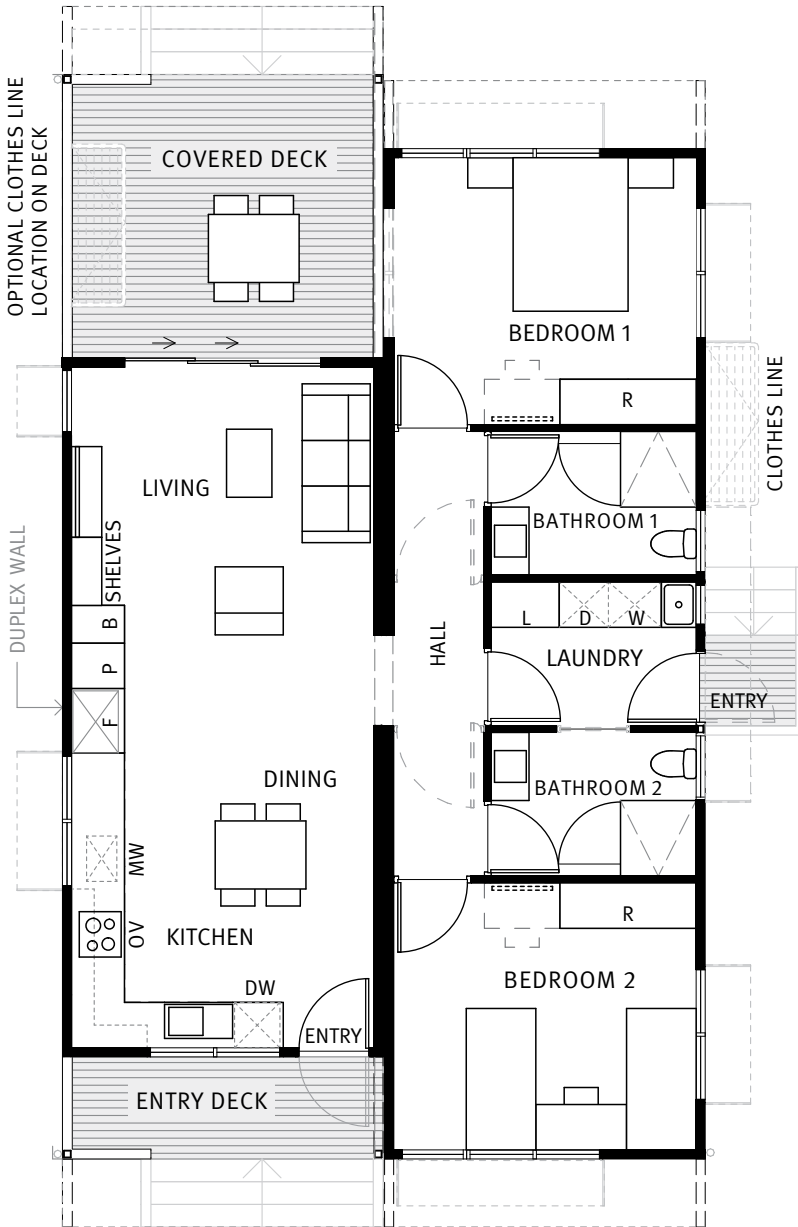 OPTIONAL CLOTHES LINE
LOCATION ON DECK
COVERED DECK
BEDROOM 1
R
CLOTHES LINE
LIVING
SHELVES
BATHROOM 1
DUPLEX WALL
B
P
F
HALL
L
D
W
LAUNDRY
ENTRY
DINING
BATHROOM 2
MW
OV
KITCHEN
R
BEDROOM 2
DW
ENTRY
ENTRY DECK